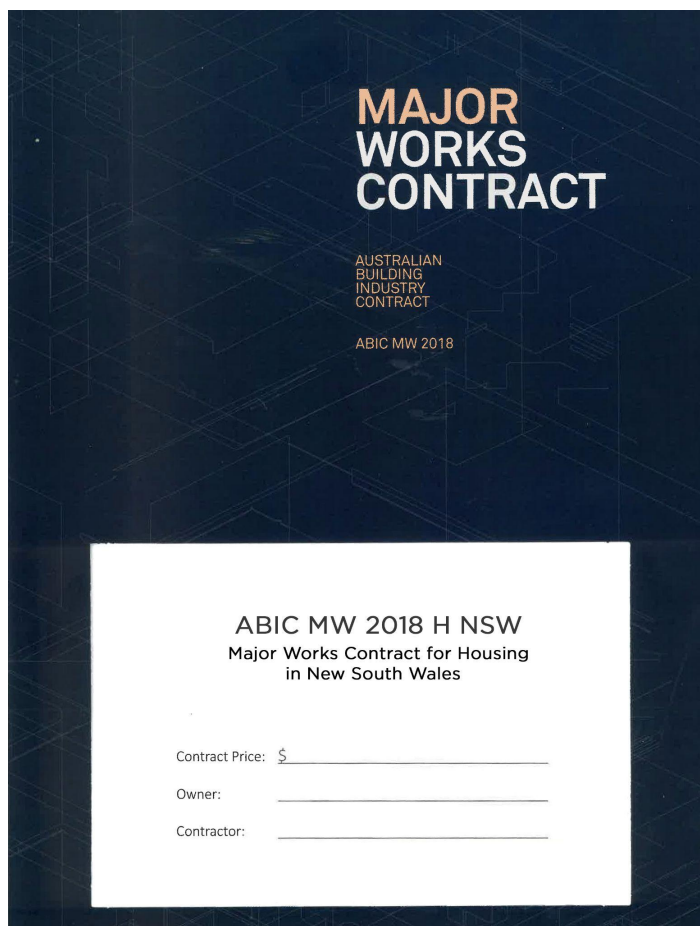 MAJOR
WORKS
CONTRACT
AUSTRALIAN
BUILDING
INDUSTRY
CONTRACT
ABIC MW 2018
ABIC MW 2018 H NSW
Major Works Contract for Housing
in New South Wales
Contract Price: $
Owner:
Contractor: